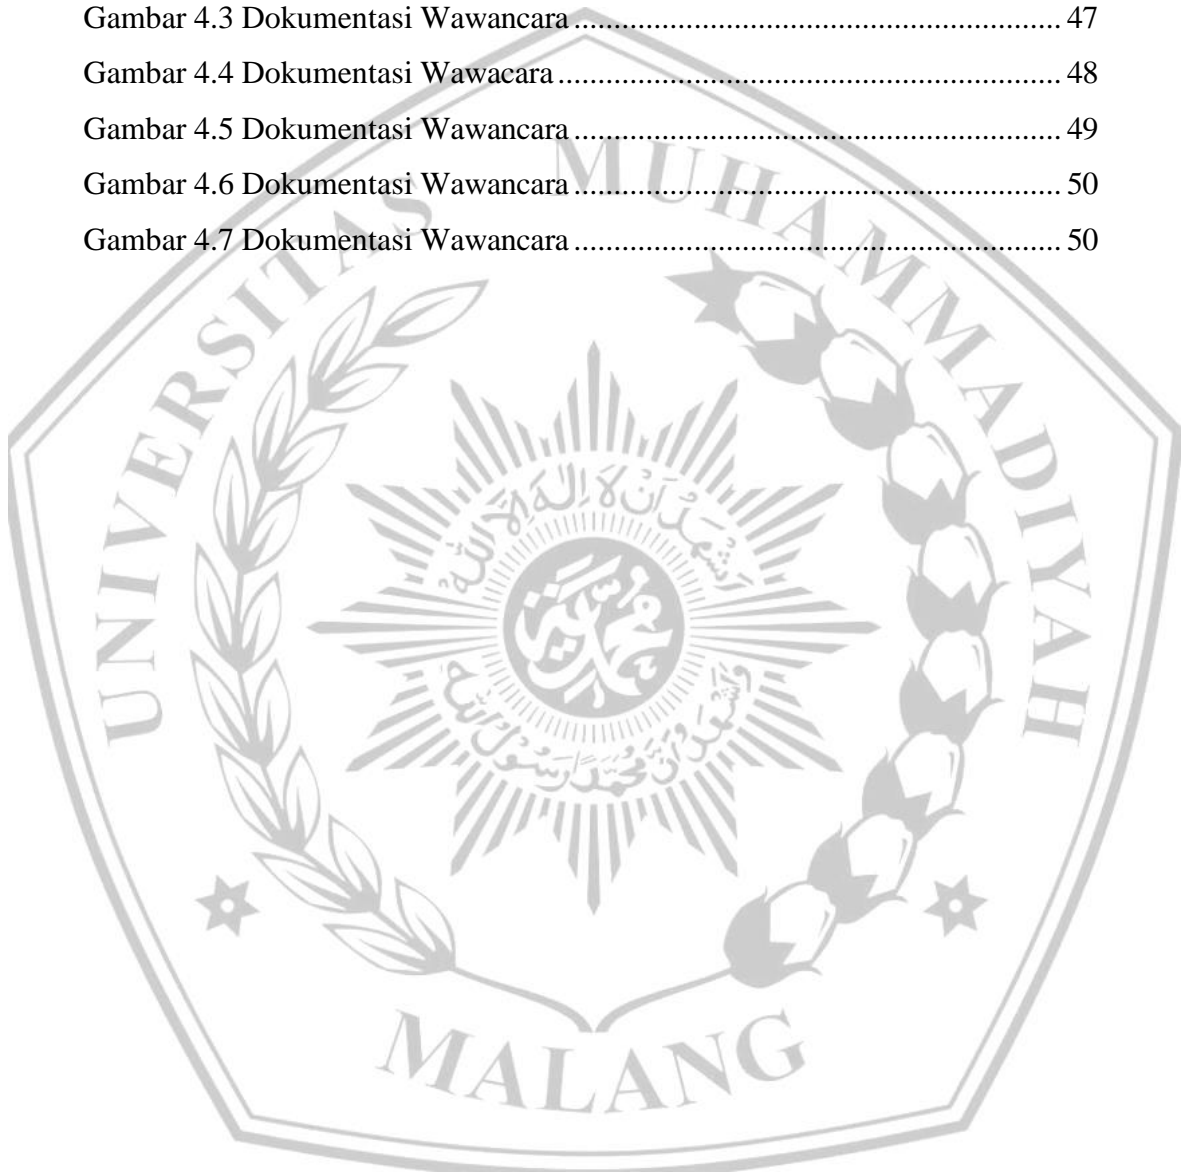 Gambar 4.3 Dokumentasi Wawancara ................................................................ 47
Gambar 4.4 Dokumentasi Wawacara ................................................................ 48
Gambar 4.5 Dokumentasi Wawancara ................................................................ 49
Gambar 4.6 Dokumentasi Wawancara ................................................................ 50
Gambar 4.7 Dokumentasi Wawancara ................................................................ 50
UNIVERSITAS MUHAMMADIYAH
MALANG